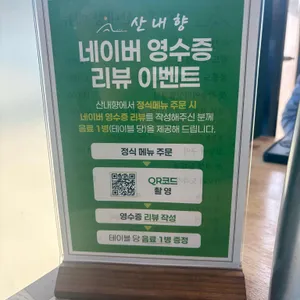 산내향
네이버 영수증
리뷰 이벤트
산내향에서 정식메뉴 주문 시
네이버 영수증 리뷰를 작성해주신 분께
음료 1병(테이블 당)을 제공해 드립니다.
정식 메뉴 주문
QR코드
촬영
영수증 리뷰 작성
테이블 당 음료 1병 증정